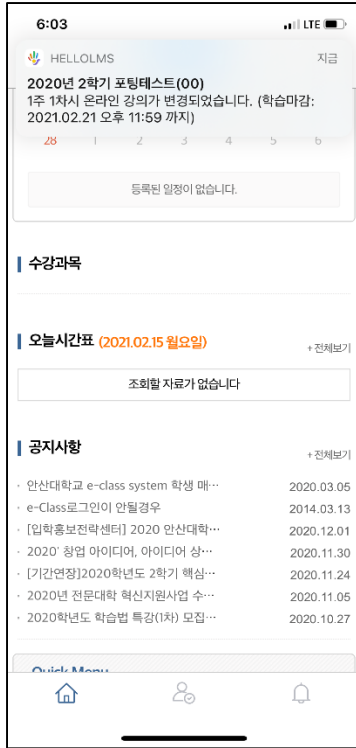 6:03
LTE
HELLOLMS
지금
2020년 2학기 포팅테스트(00)
1주 1차시 온라인 강의가 변경되었습니다. (학습마감:
2021.02.21 오후 11:59 까지)
28 1 2 3 4 5 6
등록된 일정이 없습니다.
수강과목
오늘시간표 (2021.02.15 월요일)
+ 전체보기
조회할 자료가 없습니다
공지사항
+ 전체보기
· 안산대학교 e-class system 학생 매… 2020.03.05
· e-Class로그인이 안될경우 2014.03.13
· [입학홍보전략센터] 2020 안산대학… 2020.12.01
· 2020' 창업 아이디어, 아이디어 상… 2020.11.30
· [기간연장]2020학년도 2학기 핵심… 2020.11.24
· 2020년 전문대학 혁신지원사업 수… 2020.11.05
· 2020학년도 학습법 특강(1차) 모집… 2020.10.27
Quick Menu